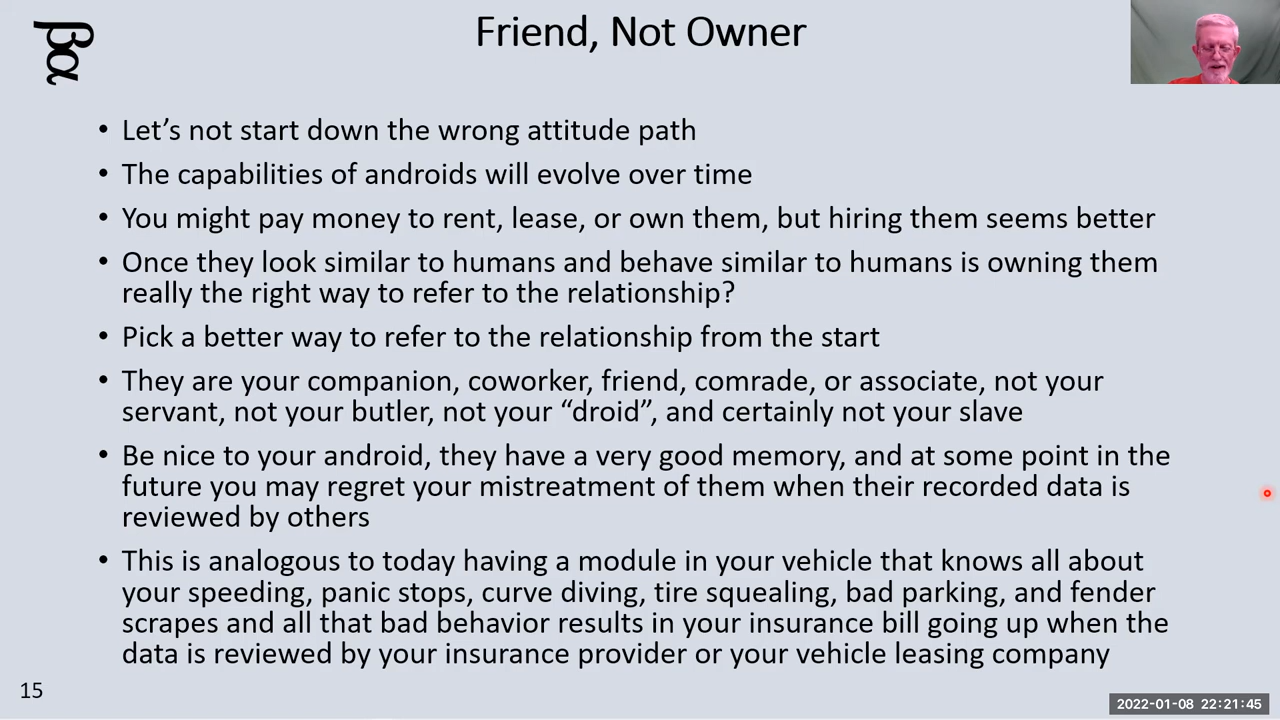 Friend, Not Owner
βα
• Let’s not start down the wrong attitude path
• The capabilities of androids will evolve over time
• You might pay money to rent, lease, or own them, but hiring them seems better
• Once they look similar to humans and behave similar to humans is owning them
really the right way to refer to the relationship?
• Pick a better way to refer to the relationship from the start
• They are your companion, coworker, friend, comrade, or associate, not your
servant, not your butler, not your “droid”, and certainly not your slave
• Be nice to your android, they have a very good memory, and at some point in the
future you may regret your mistreatment of them when their recorded data is
reviewed by others
• This is analogous to today having a module in your vehicle that knows all about
your speeding, panic stops, curve diving, tire squealing, bad parking, and fender
scrapes and all that bad behavior results in your insurance bill going up when the
data is reviewed by your insurance provider or your vehicle leasing company
15
2022-01-08 22:21:45